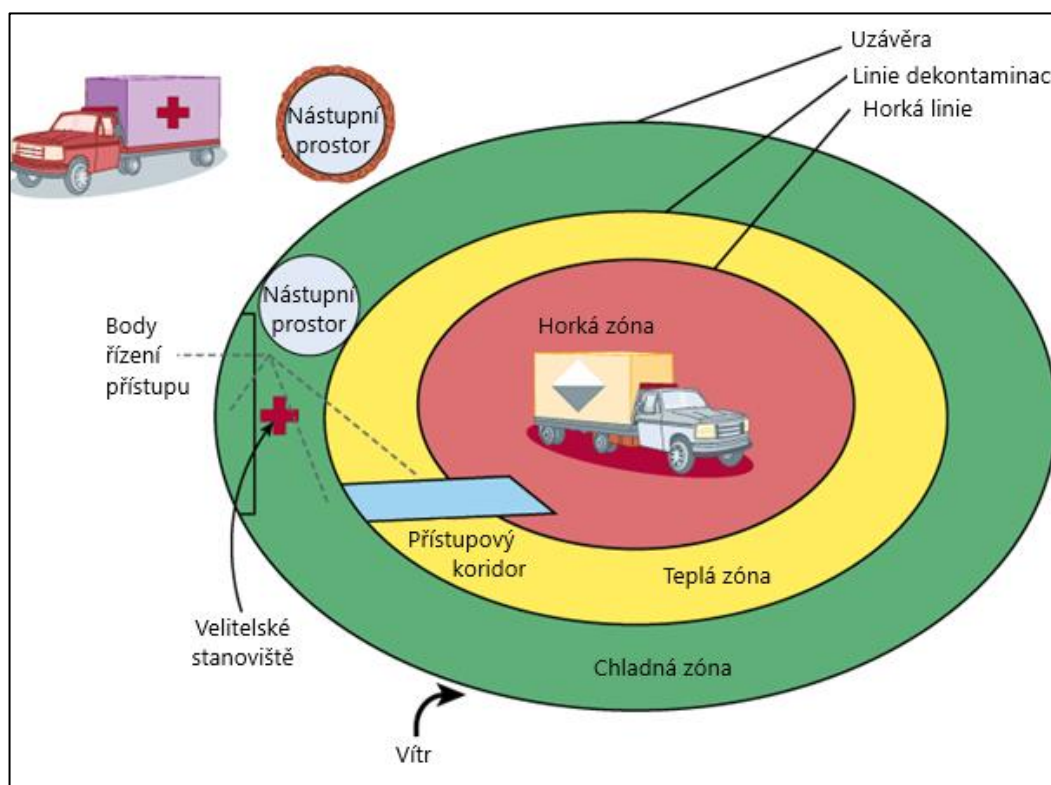 Uzávěra
Linie dekontaminac
Horká linie
Nástupní
prostor
Nástupní
prostor
Body
řízení
přístupu
Horká zóna
Přístupový
koridor
Teplá zóna
Velitelské
stanoviště
Chladná zóna
Vítr